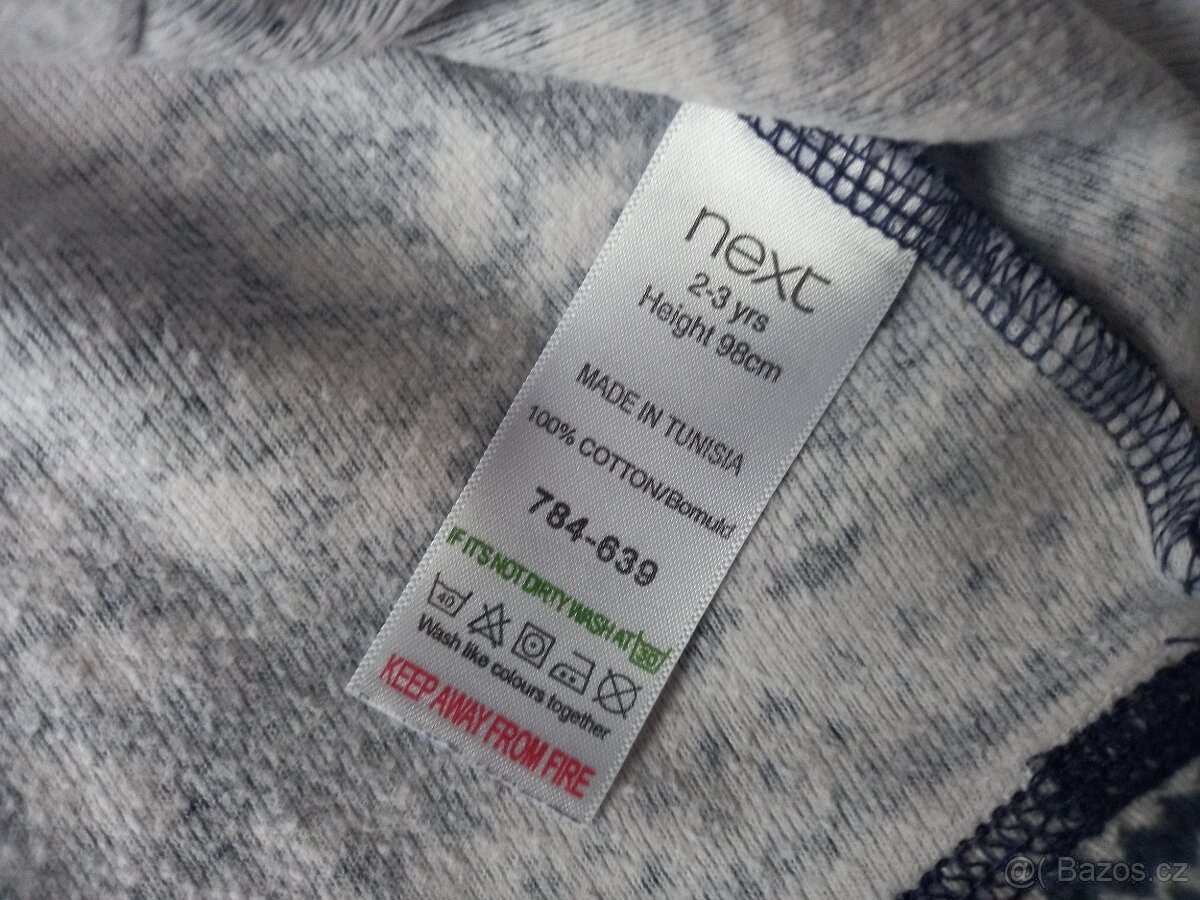 next
2-3 yrs
Height 98cm
MADE IN TUNISIA
100% COTTON/Bomuld
784-639
IF IT'S NOT DIRTY WASH AT 30
40
Wash like colours together
KEEP AWAY FROM FIRE
@( Bazos.cz